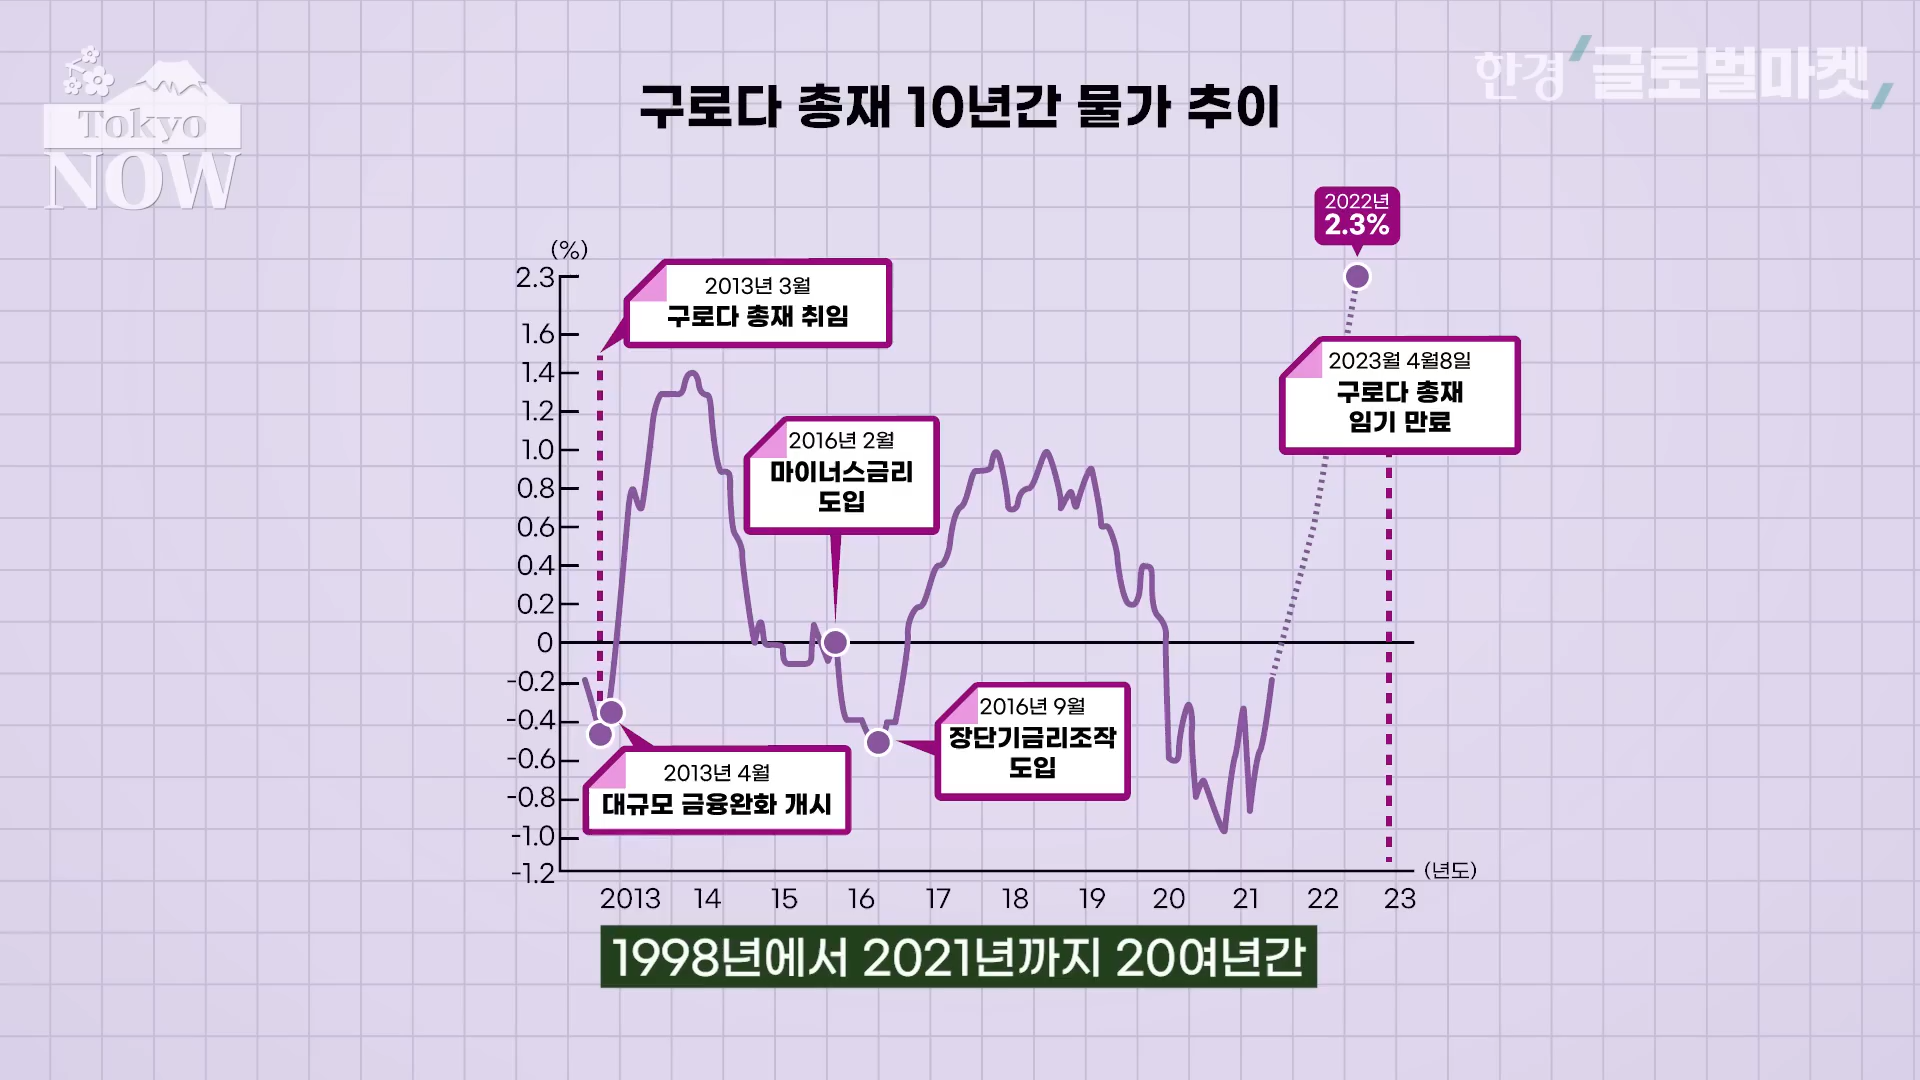 Tokyo
NOW
한경 글로벌마켓
구로다 총재 10년간 물가 추이
2022년
2.3%
(%)
2.3
1.6
1.4
1.2
1.0
0.8
0.6
0.4
0.2
0
-0.2
-0.4
-0.6
-0.8
-1.0
-1.2
2013년 3월
구로다 총재 취임
2016년 2월
마이너스금리
도입
2023월 4월8일
구로다 총재
임기 만료
2016년 9월
장단기금리조작
도입
2013년 4월
대규모 금융완화 개시
(년도)
2013 14 15 16 17 18 19 20 21 22 23
1998년에서 2021년까지 20여년간